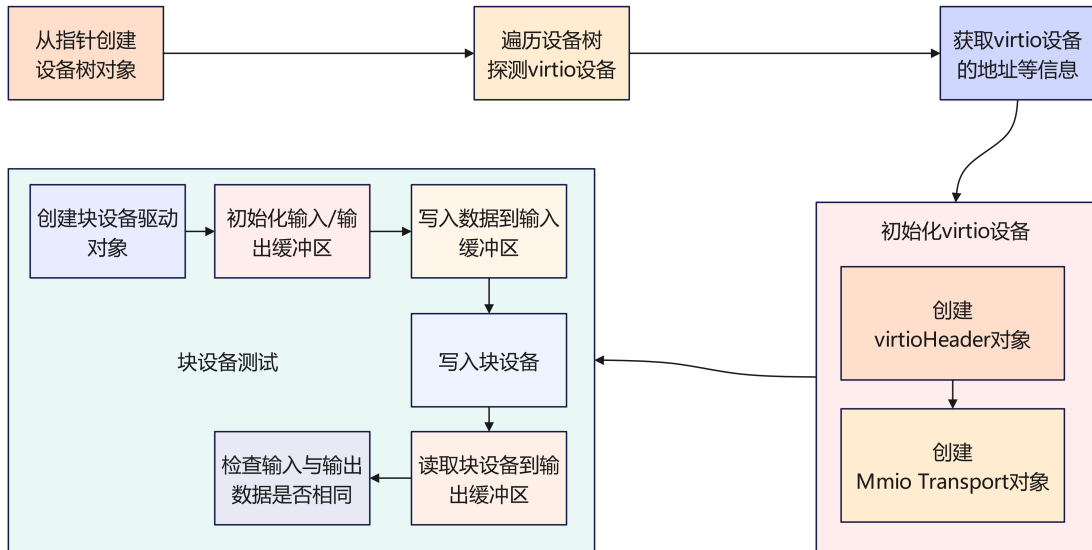 从指针创建
设备树对象
遍历设备树
探测virtio设备
获取virtio设备
的地址等信息
初始化virtio设备
创建
virtioHeader对象
创建
Mmio Transport对象
块设备测试
创建块设备驱动
对象
初始化输入/输
出缓冲区
写入数据到输入
缓冲区
写入块设备
读取块设备到输
出缓冲区
检查输入与输出
数据是否相同